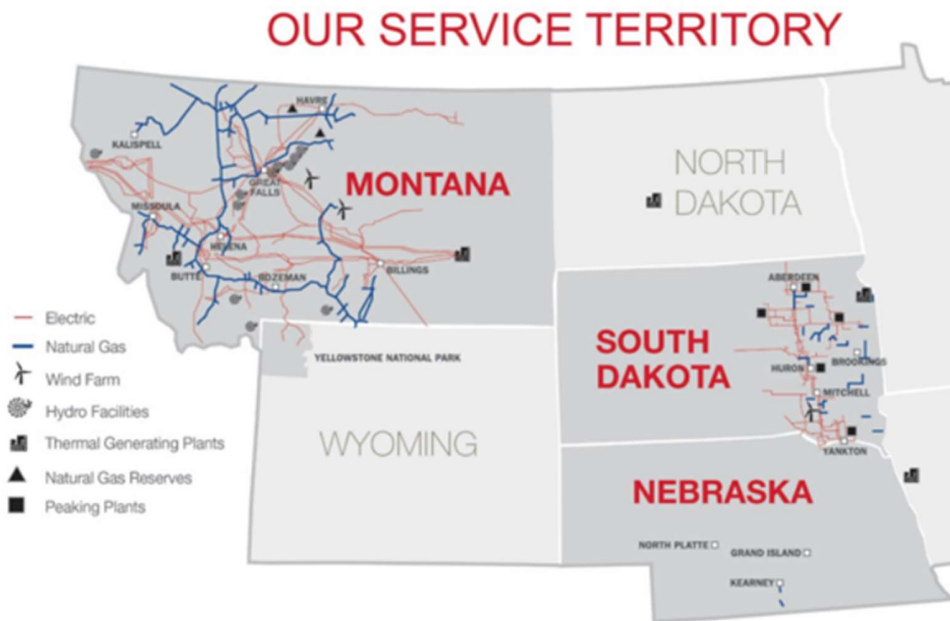 OUR SERVICE TERRITORY
HAVRE
KALISPELL
GREAT
FALLS
MONTANA
NORTH
DAKOTA
MISSOULA
HELENA
BUTTE
BOZEMAN
BILLINGS
ABERDEEN
Electric
Natural Gas
Wind Farm
Hydro Facilities
Thermal Generating Plants
Natural Gas Reserves
Peaking Plants
YELLOWSTONE NATIONAL PARK
WYOMING
SOUTH
DAKOTA
BROOKINGS
HURON
MITCHELL
YANKTON
NEBRASKA
NORTH PLATTE
GRAND ISLAND
KEARNEY